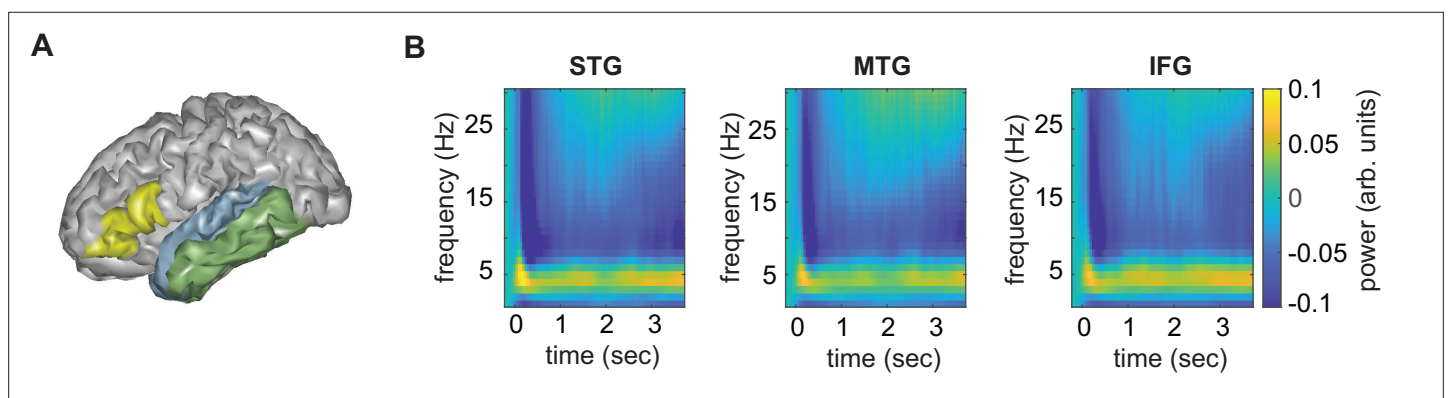 A
B
STG
MTG
IFG
frequency (Hz)
25
15
5
0 1 2 3
time (sec)
frequency (Hz)
25
15
5
0 1 2 3
time (sec)
frequency (Hz)
25
15
5
0 1 2 3
time (sec)
0.1
0.05
0
-0.05
-0.1
power (arb. units)